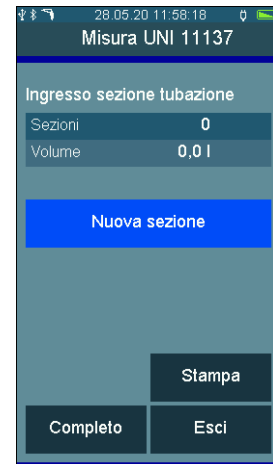 28.05.20 11:58:18
Misura UNI 11137
Ingresso sezione tubazione
Sezioni 0
Volume 0,0 l
Nuova sezione
Stampa
Completo Esci